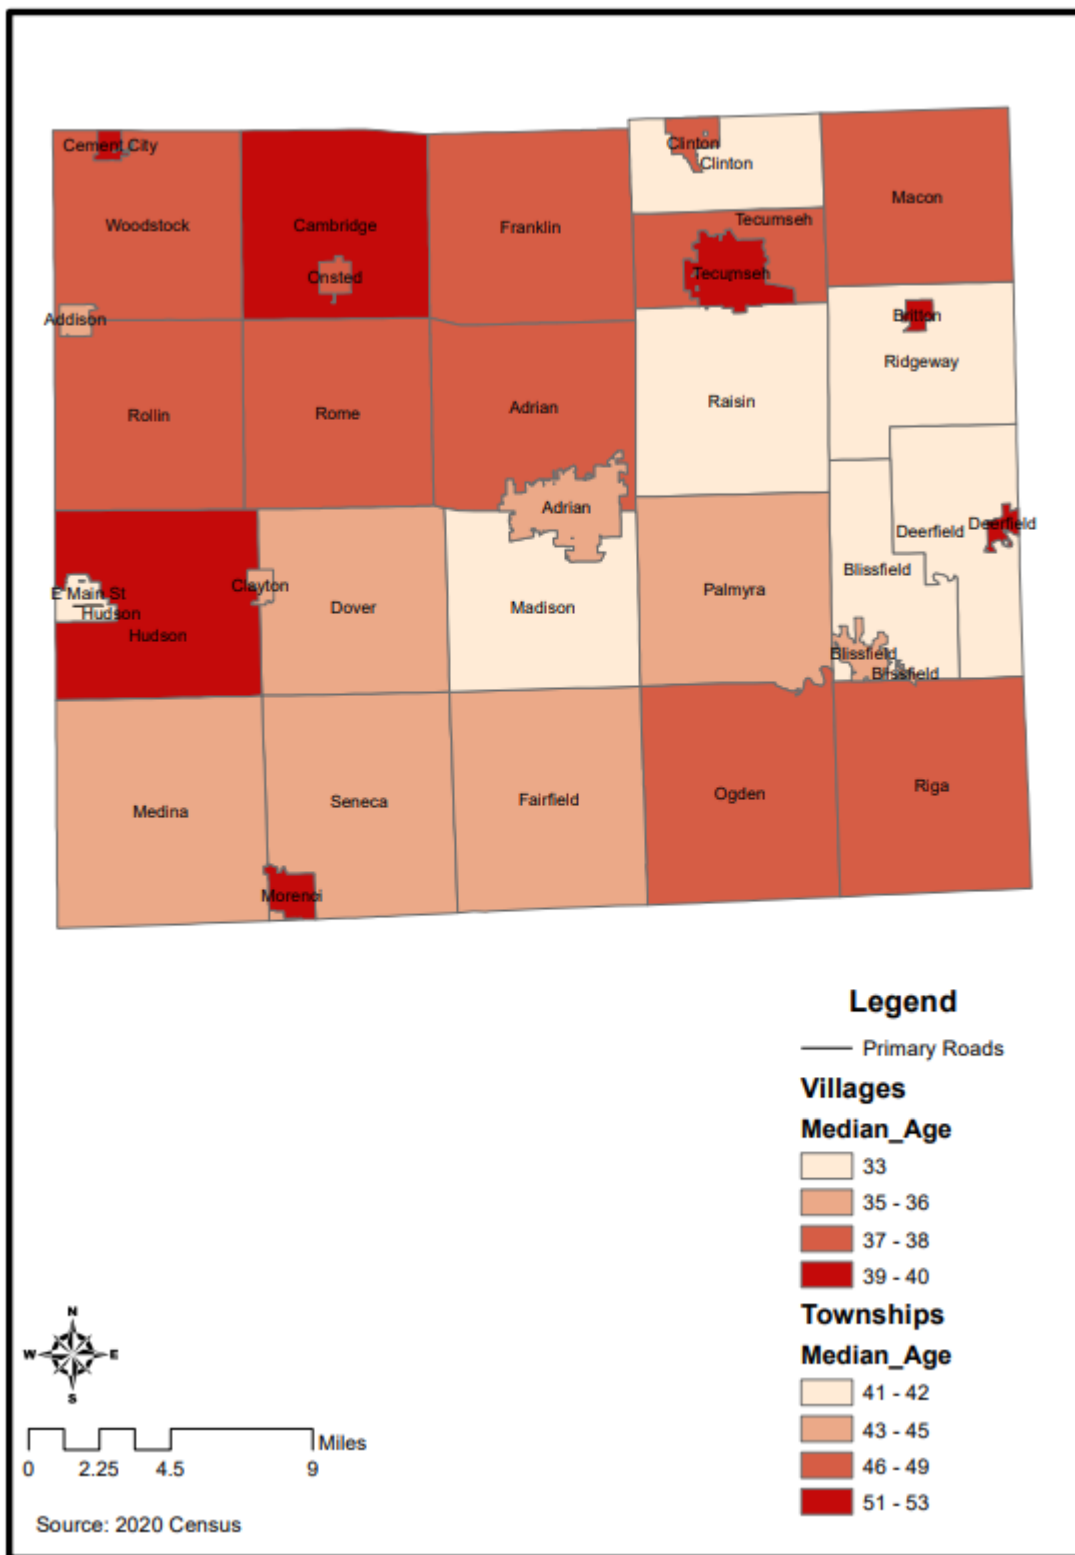 Cement City
Clinton
Clinton
Woodstock
Cambridge
Franklin
Tecumseh
Macon
Onsted
Tecumseh
Addison
Britton
Ridgeway
Rollin
Rome
Adrian
Raisin
Adrian
Deerfield
Deerfield
Blissfield
E Main St
Hudson
Hudson
Clayton
Dover
Madison
Palmyra
Blissfield
Blissfield
Medina
Seneca
Fairfield
Ogden
Riga
Morenci
Legend
Primary Roads
Villages
Median_Age
33
35 - 36
37 - 38
39 - 40
Townships
Median_Age
41 - 42
43 - 45
46 - 49
51 - 53
N
W E
S
Miles
0 2.25 4.5 9
Source: 2020 Census